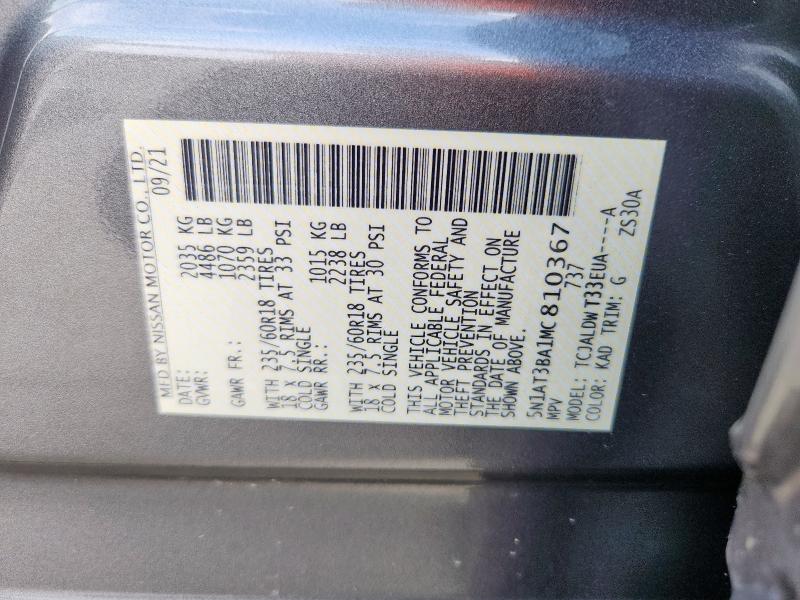 MFD BY NISSAN MOTOR CO., LTD.
DATE: 09/21
GVWR: 2035 KG
4486 LB
GAWR FR.: 1070 KG
2359 LB
WITH 235/60R18 TIRES
18 X 7.5 RIMS AT 33 PSI
COLD SINGLE
GAWR RR.: 1015 KG
2238 LB
WITH 235/60R18 TIRES
18 X 7.5 RIMS AT 30 PSI
COLD SINGLE
THIS VEHICLE CONFORMS TO
ALL APPLICABLE FEDERAL
MOTOR VEHICLE SAFETY AND
THEFT PREVENTION
STANDARDS IN EFFECT ON
THE DATE OF MANUFACTURE
SHOWN ABOVE.
5N1AT3BA1MC810367
MPV 737
MODEL: TCJALDWT33EUA----A
COLOR: KAD TRIM: G ZS30A